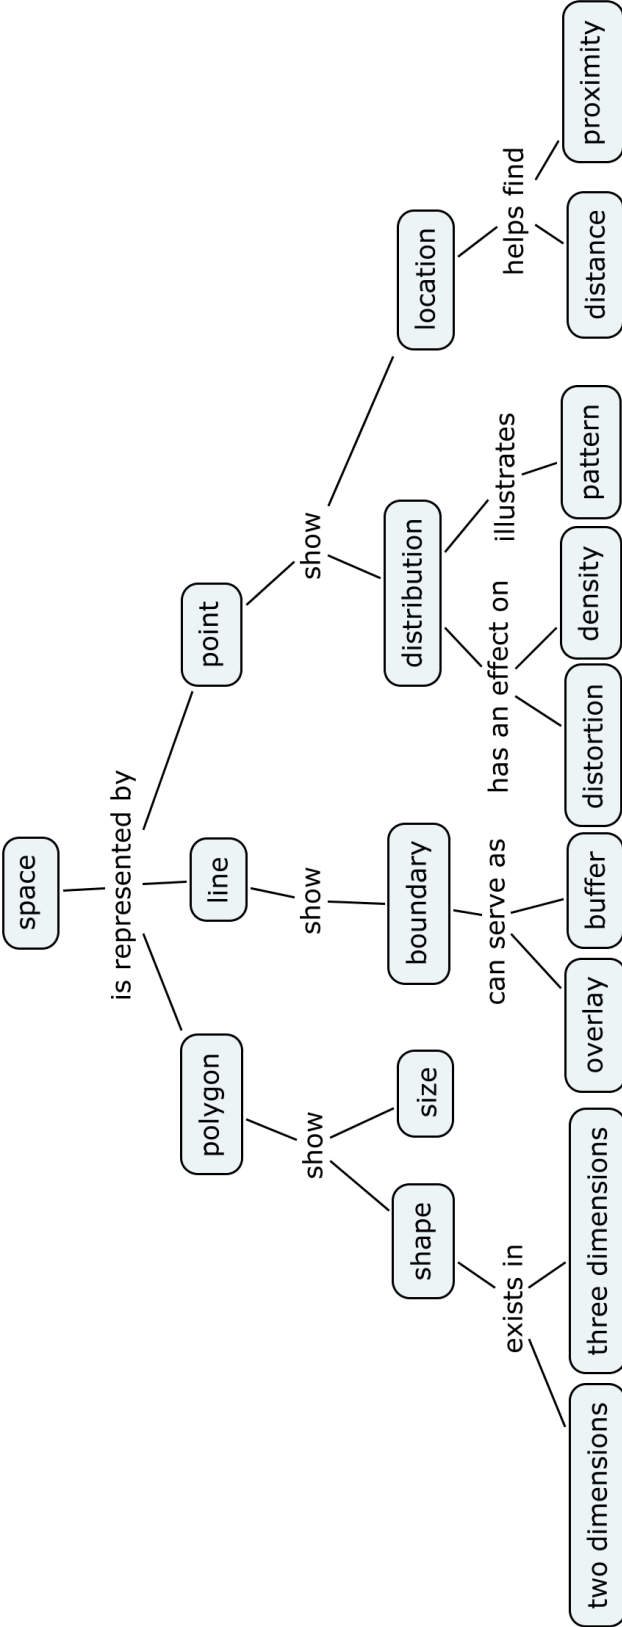 space
is represented by
polygon
line
point
show
show
show
shape
size
boundary
distribution
location
exists in
can serve as
has an effect on
illustrates
helps find
two dimensions
three dimensions
overlay
buffer
distortion
density
pattern
distance
proximity